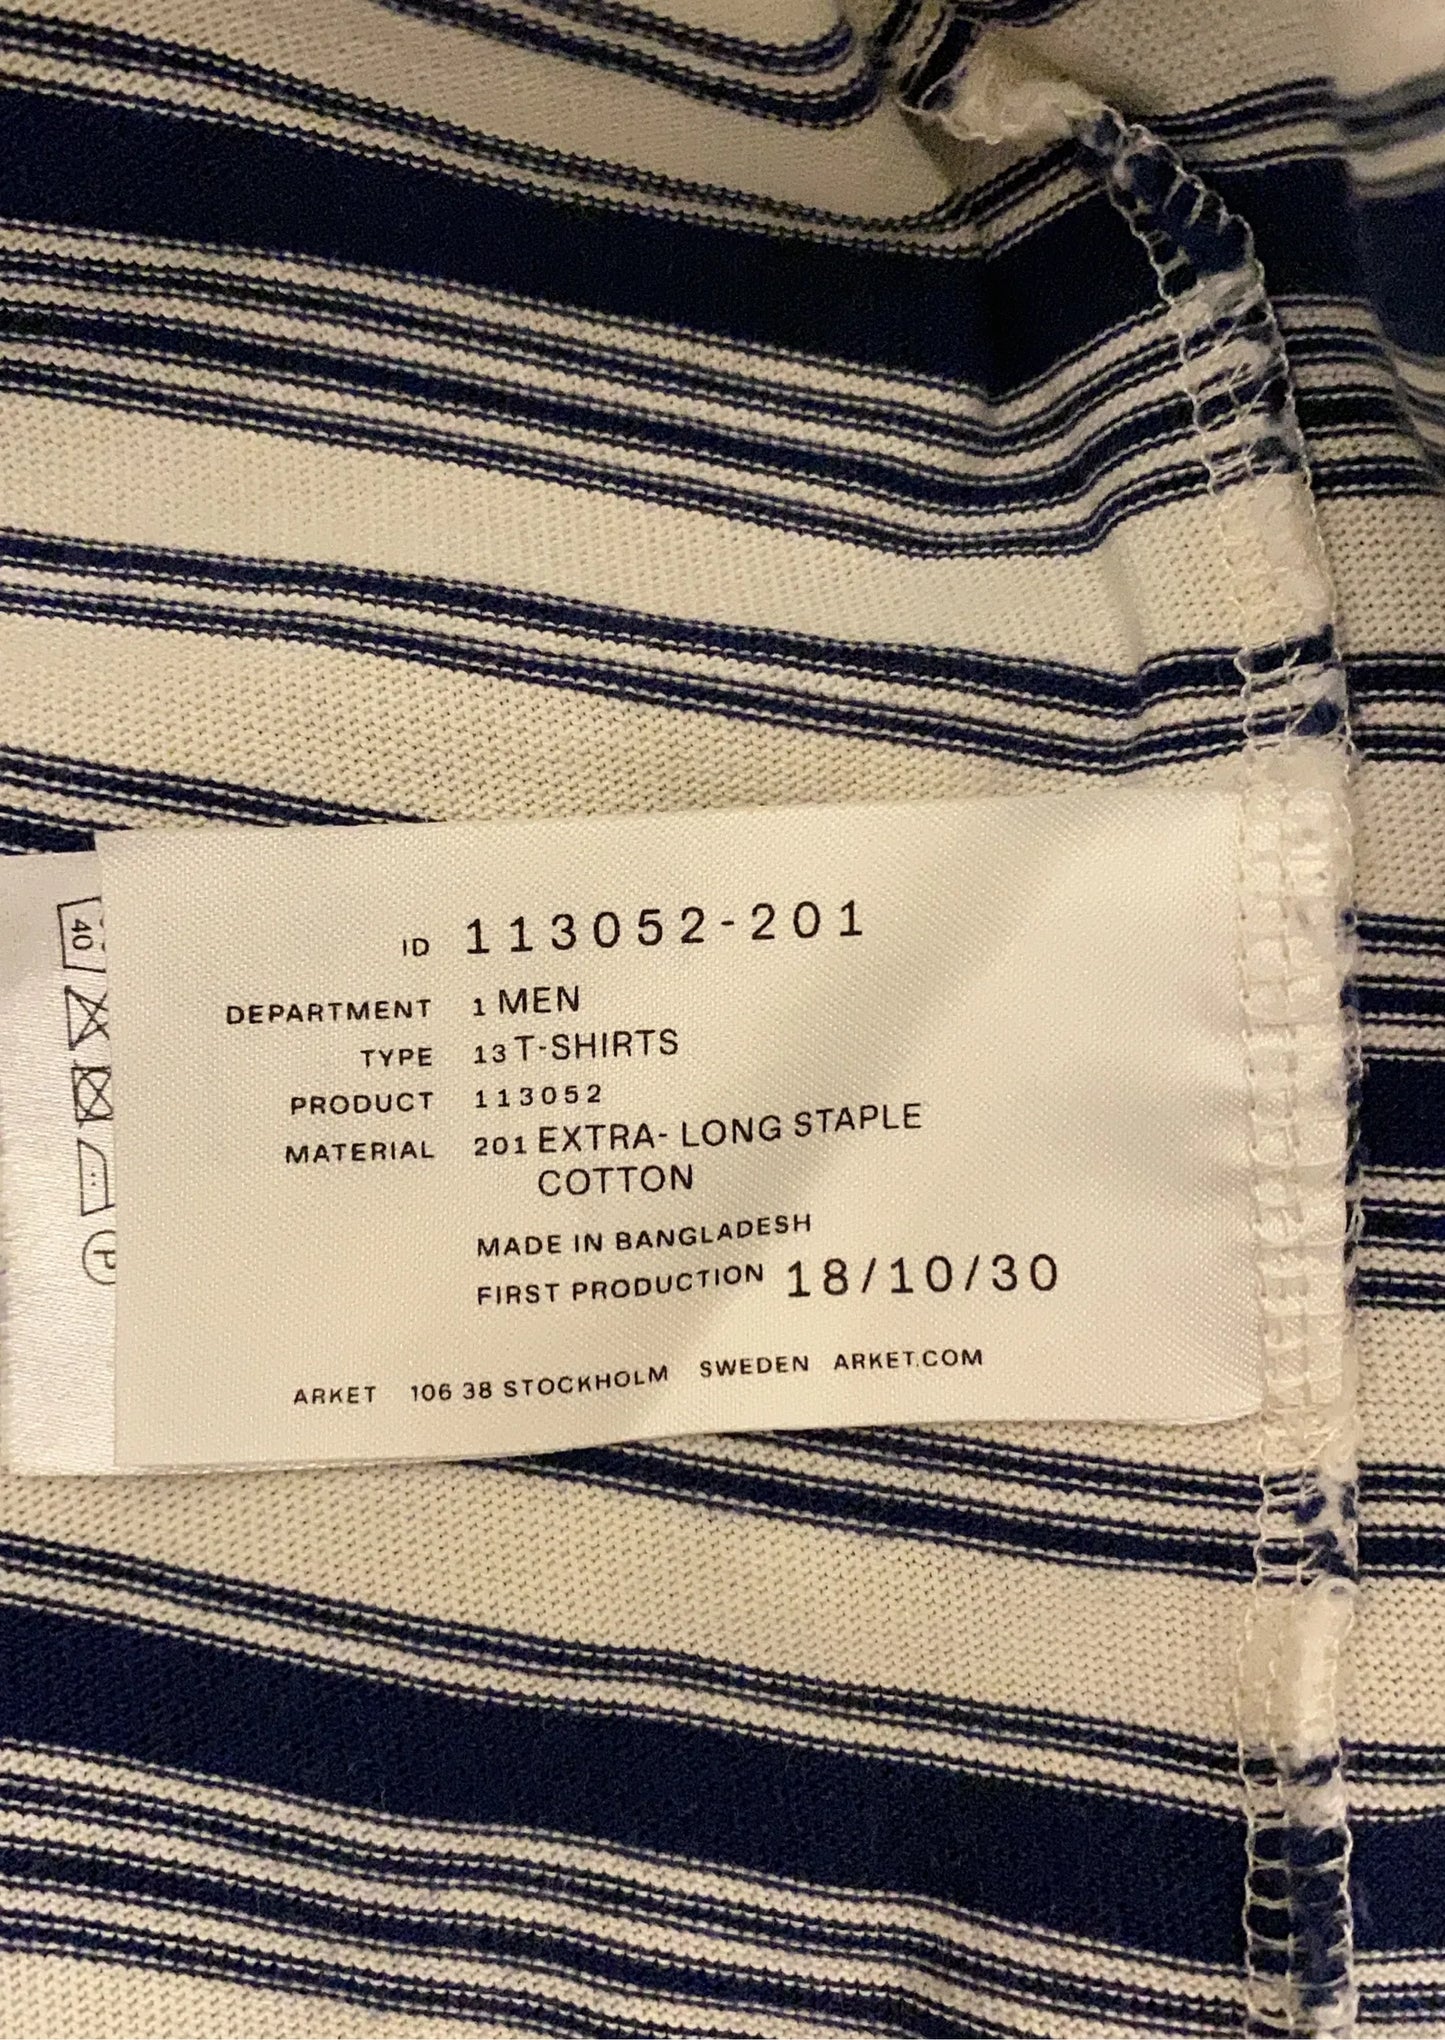 ID 113052-201
DEPARTMENT 1 MEN
TYPE 13 T-SHIRTS
PRODUCT 113052
MATERIAL 201 EXTRA- LONG STAPLE
COTTON
MADE IN BANGLADESH
FIRST PRODUCTION 18/10/30
ARKET 106 38 STOCKHOLM SWEDEN ARKET.COM
40
P